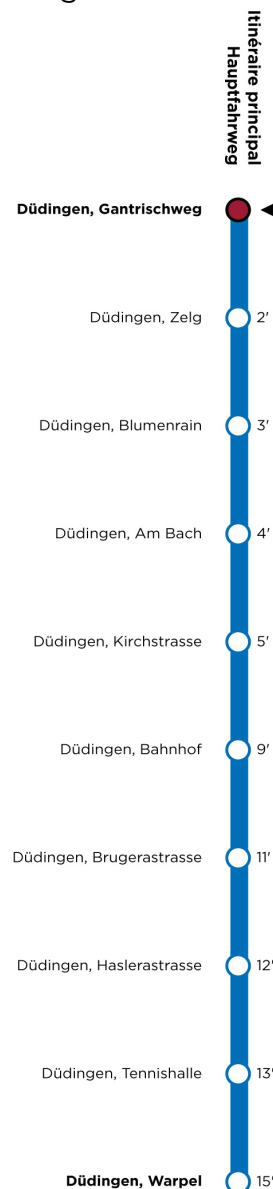 Itinéraire principal
Hauptfahrweg
Düdingen, Gantrischweg
Düdingen, Zelg 2'
Düdingen, Blumenrain 3'
Düdingen, Am Bach 4'
Düdingen, Kirchstrasse 5'
Düdingen, Bahnhof 9'
Düdingen, Brugerastrasse 11'
Düdingen, Haslerastrasse 12'
Düdingen, Tennishalle 13'
Düdingen, Warpel 15'